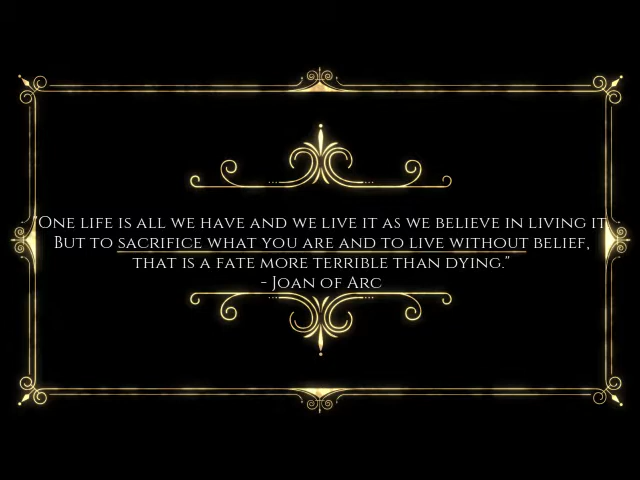 "One life is all we have and we live it as we believe in living it
But to sacrifice what you are and to live without belief,
that is a fate more terrible than dying."
- Joan of Arc